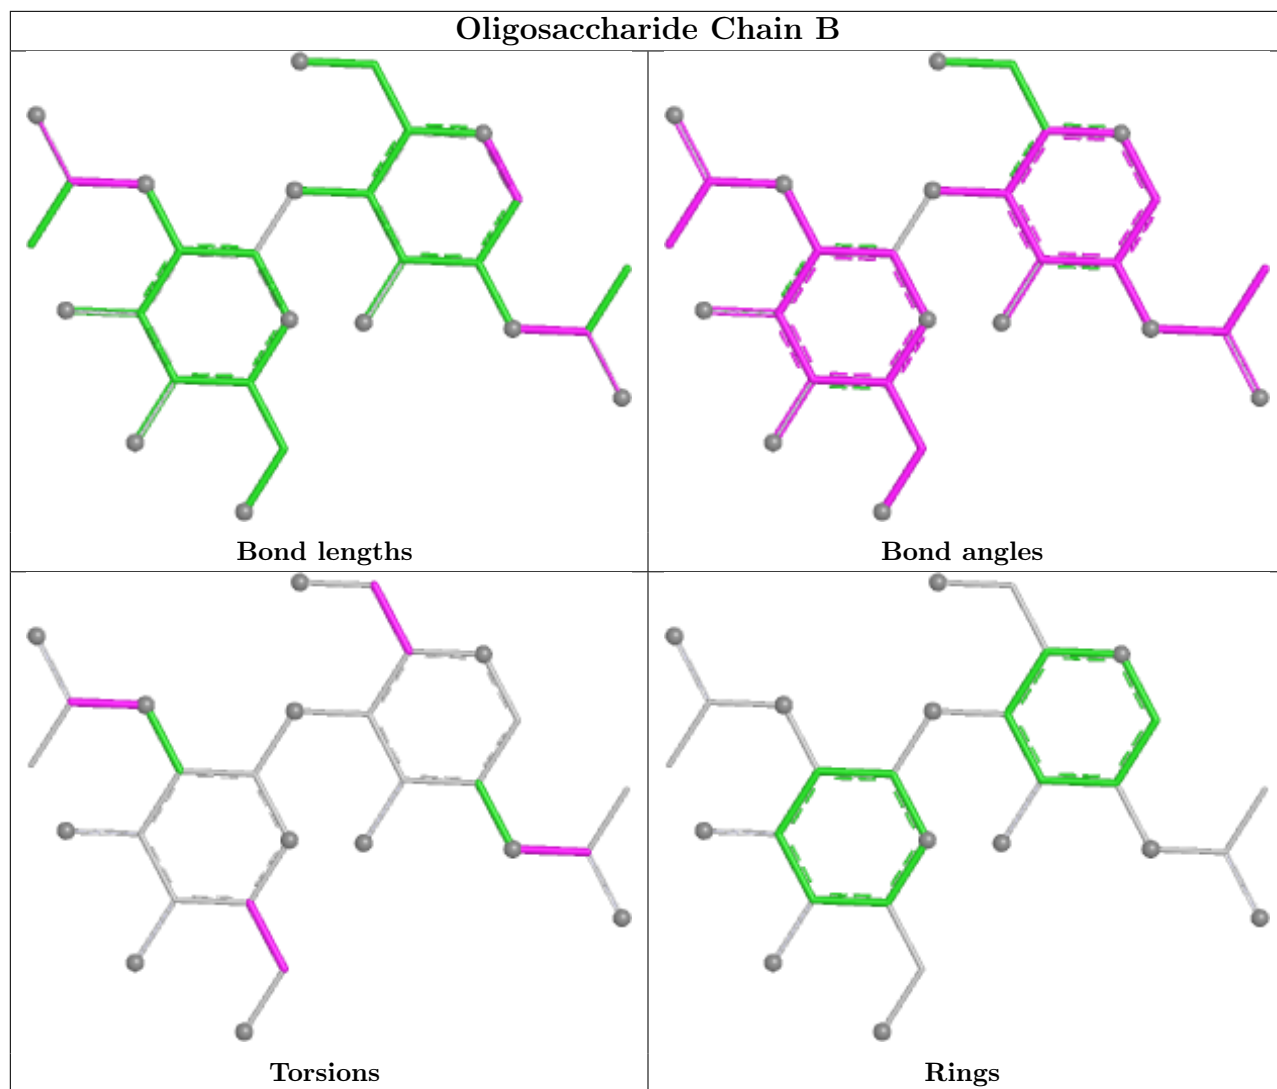 Oligosaccharide Chain B
Bond lengths
Bond angles
Torsions
Rings